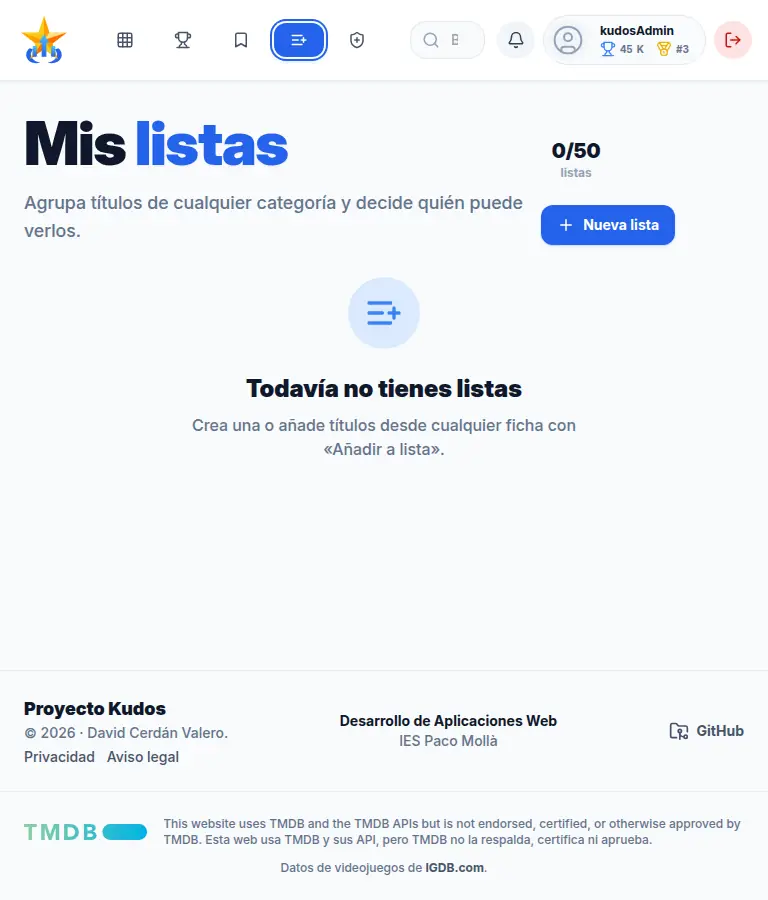 kudosAdmin
45 K #3
Mis listas
0/50
listas
Agrupa títulos de cualquier categoría y decide quién puede
verlos.
Nueva lista
Todavía no tienes listas
Crea una o añade títulos desde cualquier ficha con
«Añadir a lista».
Proyecto Kudos
© 2026 · David Cerdán Valero.
Privacidad Aviso legal
Desarrollo de Aplicaciones Web
IES Paco Mollà
GitHub
TMDB
This website uses TMDB and the TMDB APIs but is not endorsed, certified, or otherwise approved by
TMDB. Esta web usa TMDB y sus API, pero TMDB no la respalda, certifica ni aprueba.
Datos de videojuegos de IGDB.com.